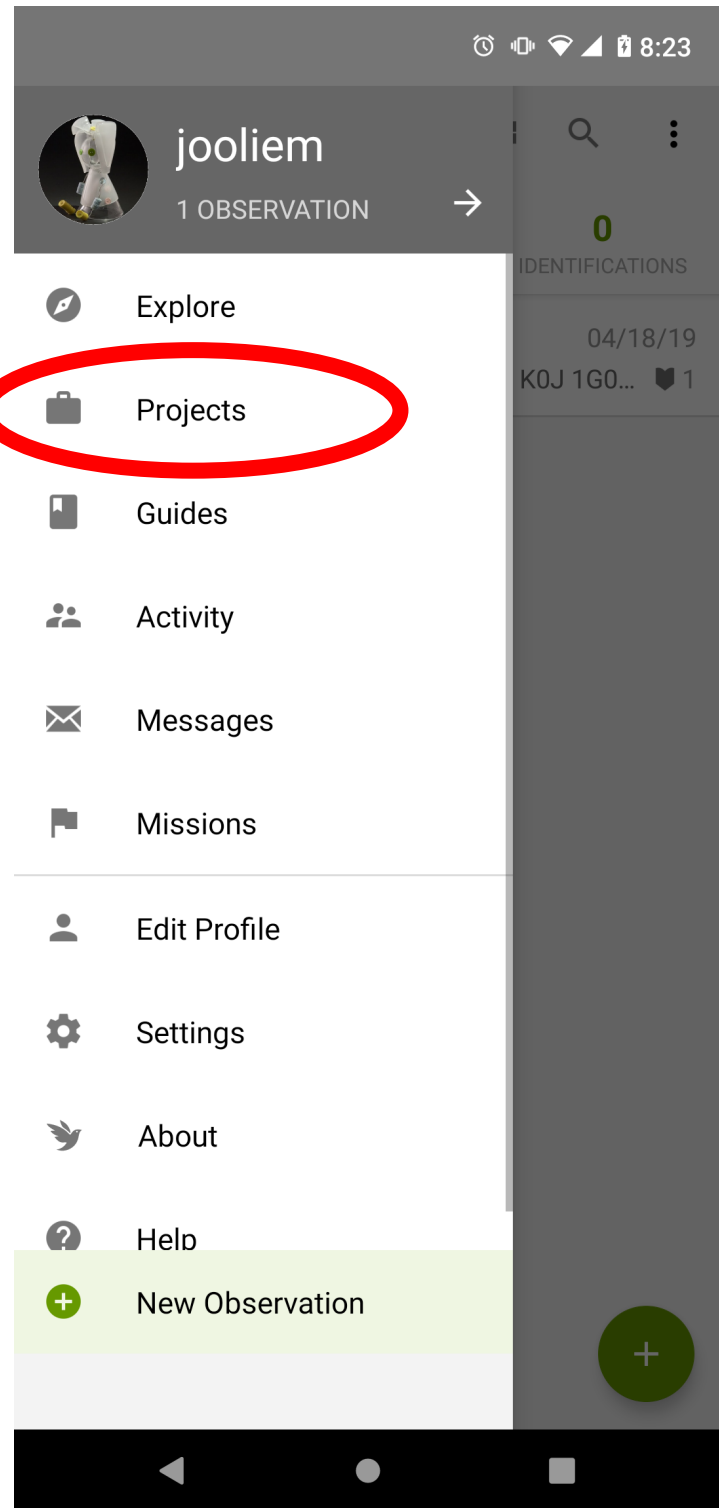 8:23
jooliem
1 OBSERVATION
0
IDENTIFICATIONS
04/18/19
K0J 1G0... 1
Explore
Projects
Guides
Activity
Messages
Missions
Edit Profile
Settings
About
Help
New Observation